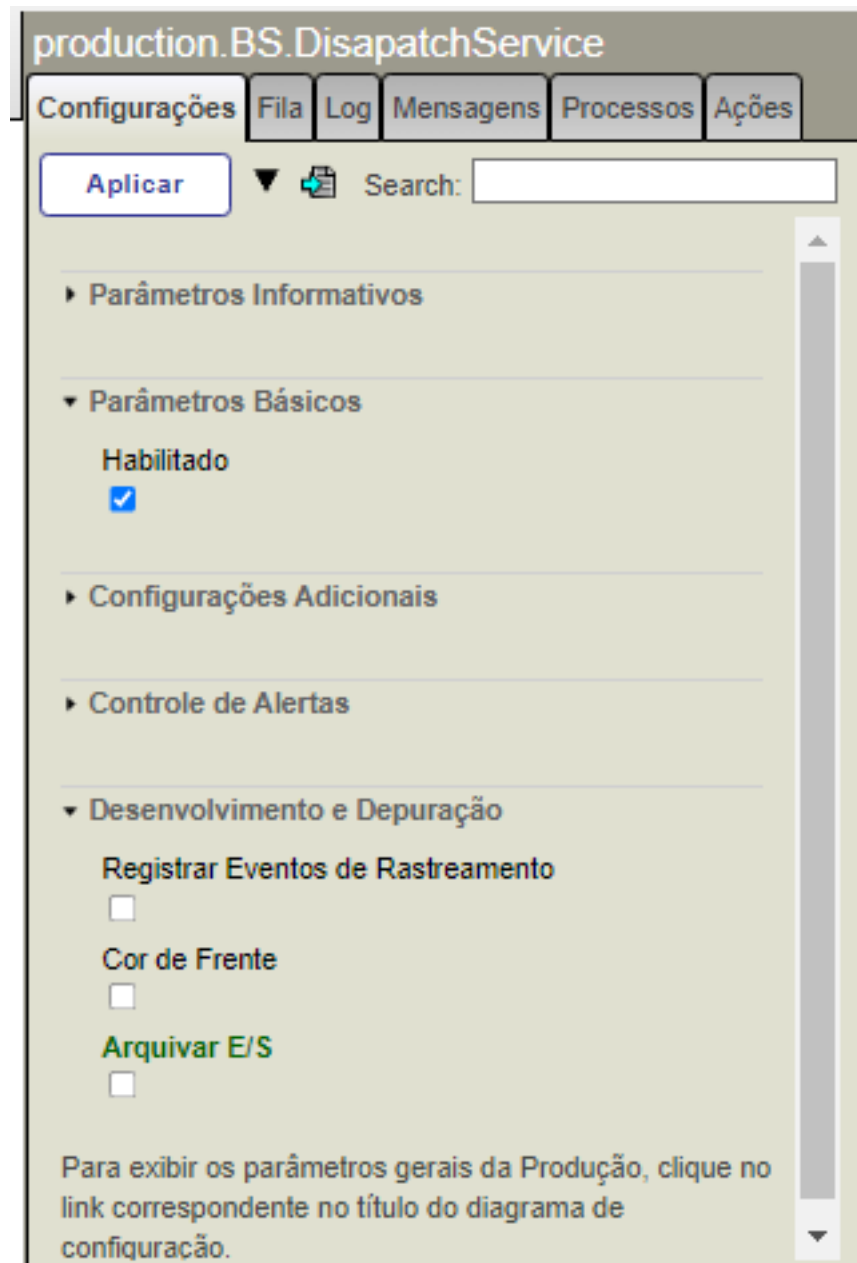 production.BS.DisapatchService
Configurações Fila Log Mensagens Processos Ações
Aplicar Search:
Parâmetros Informativos
Parâmetros Básicos
Habilitado
Configurações Adicionais
Controle de Alertas
Desenvolvimento e Depuração
Registrar Eventos de Rastreamento
Cor de Frente
Arquivar E/S
Para exibir os parâmetros gerais da Produção, clique no
link correspondente no título do diagrama de
configuração.